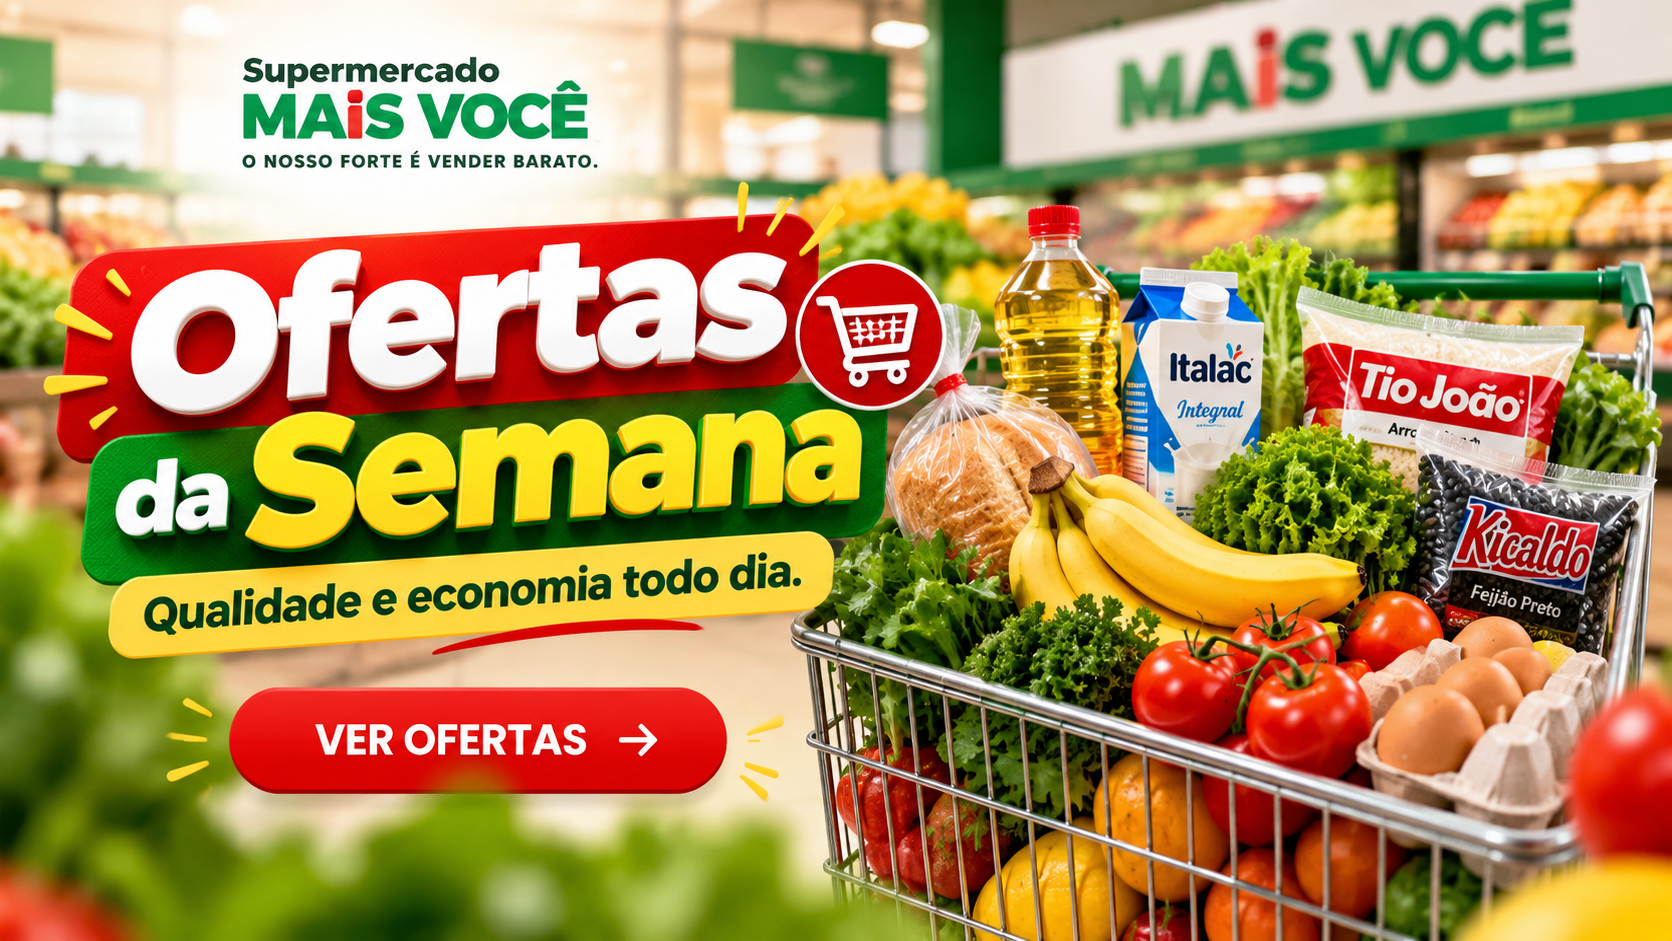 Supermercado
MAiS VOCÊ
O NOSSO FORTE É VENDER BARATO.
MAiS VOCÊ
Ofertas
da Semana
Qualidade e economia todo dia.
VER OFERTAS →
Italac
Integral
Tio João
Kicaldo
Feijão Preto